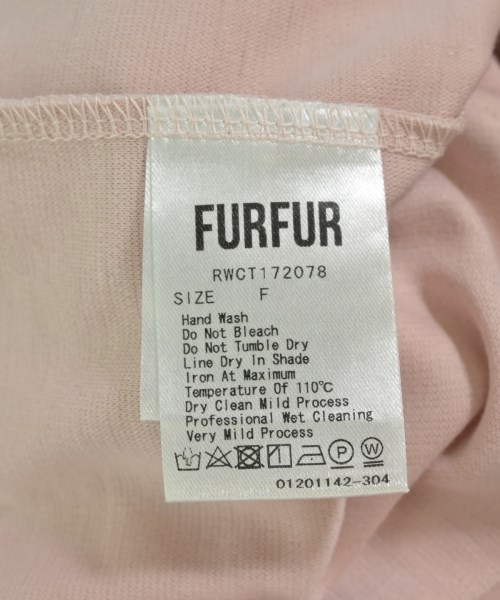 FURFUR
RWCT172078
SIZE F
Hand Wash
Do Not Bleach
Do Not Tumble Dry
Line Dry In Shade
Iron At Maximum
Temperature Of 110℃
Dry Clean Mild Process
Professional Wet Cleaning
Very Mild Process
P W
01201142-304